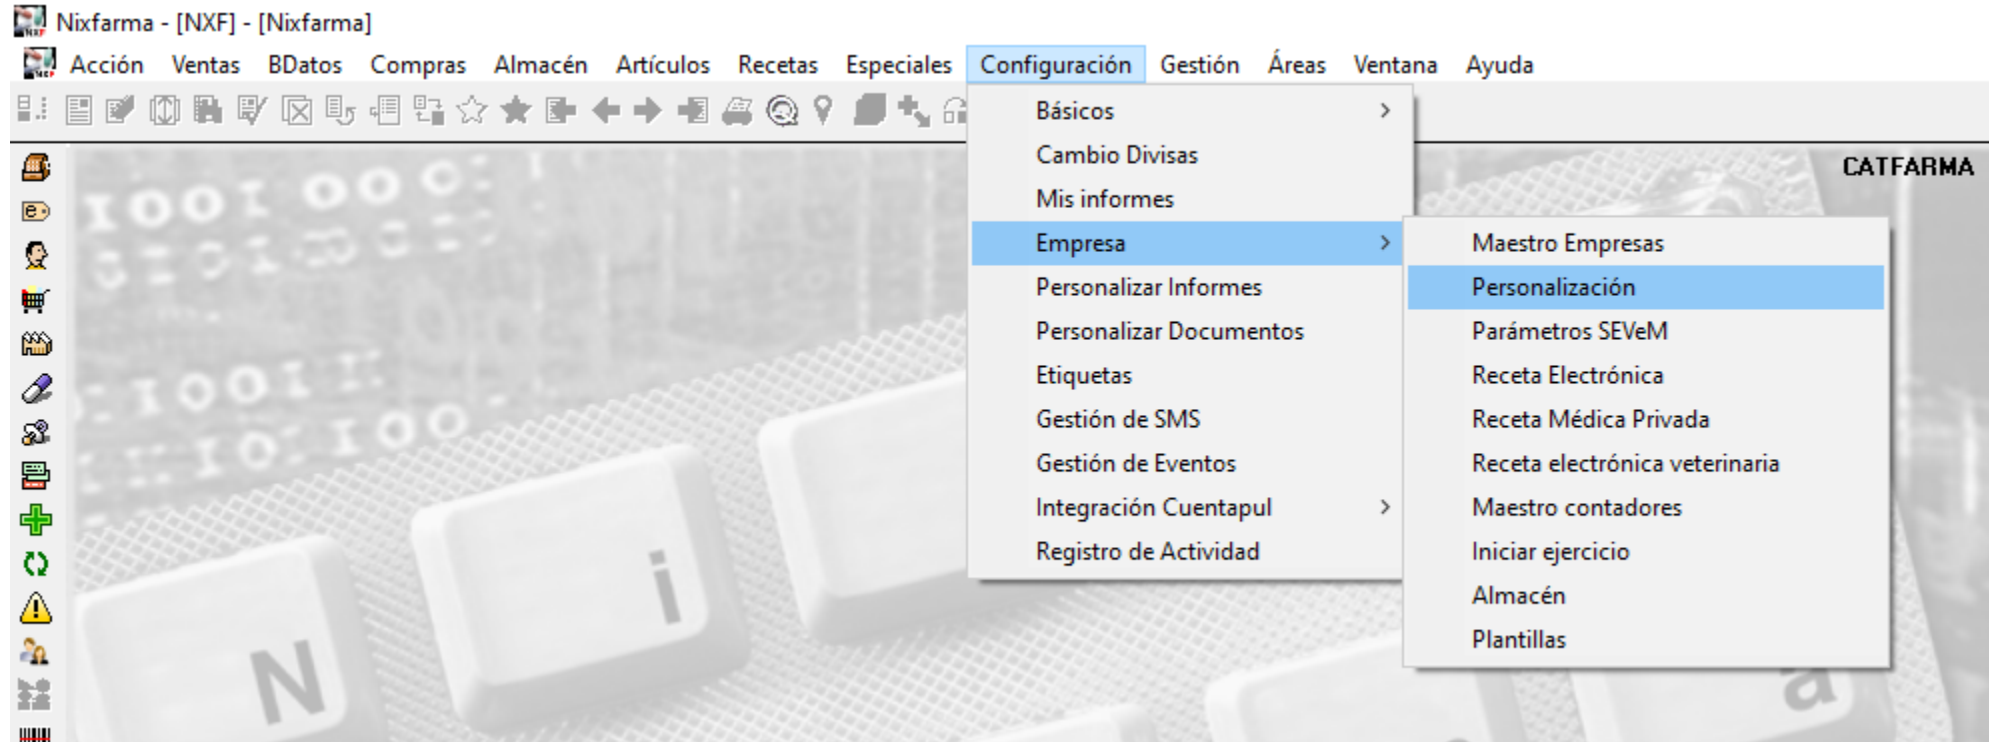 Nixfarma - [NXF] - [Nixfarma]
Acción Ventas BDatos Compras Almacén Artículos Recetas Especiales Configuración Gestión Áreas Ventana Ayuda
CATFARMA
Básicos
Cambio Divisas
Mis informes
Empresa
Personalizar Informes
Personalizar Documentos
Etiquetas
Gestión de SMS
Gestión de Eventos
Integración Cuentapul
Registro de Actividad
Maestro Empresas
Personalización
Parámetros SEVeM
Receta Electrónica
Receta Médica Privada
Receta electrónica veterinaria
Maestro contadores
Iniciar ejercicio
Almacén
Plantillas
N i a